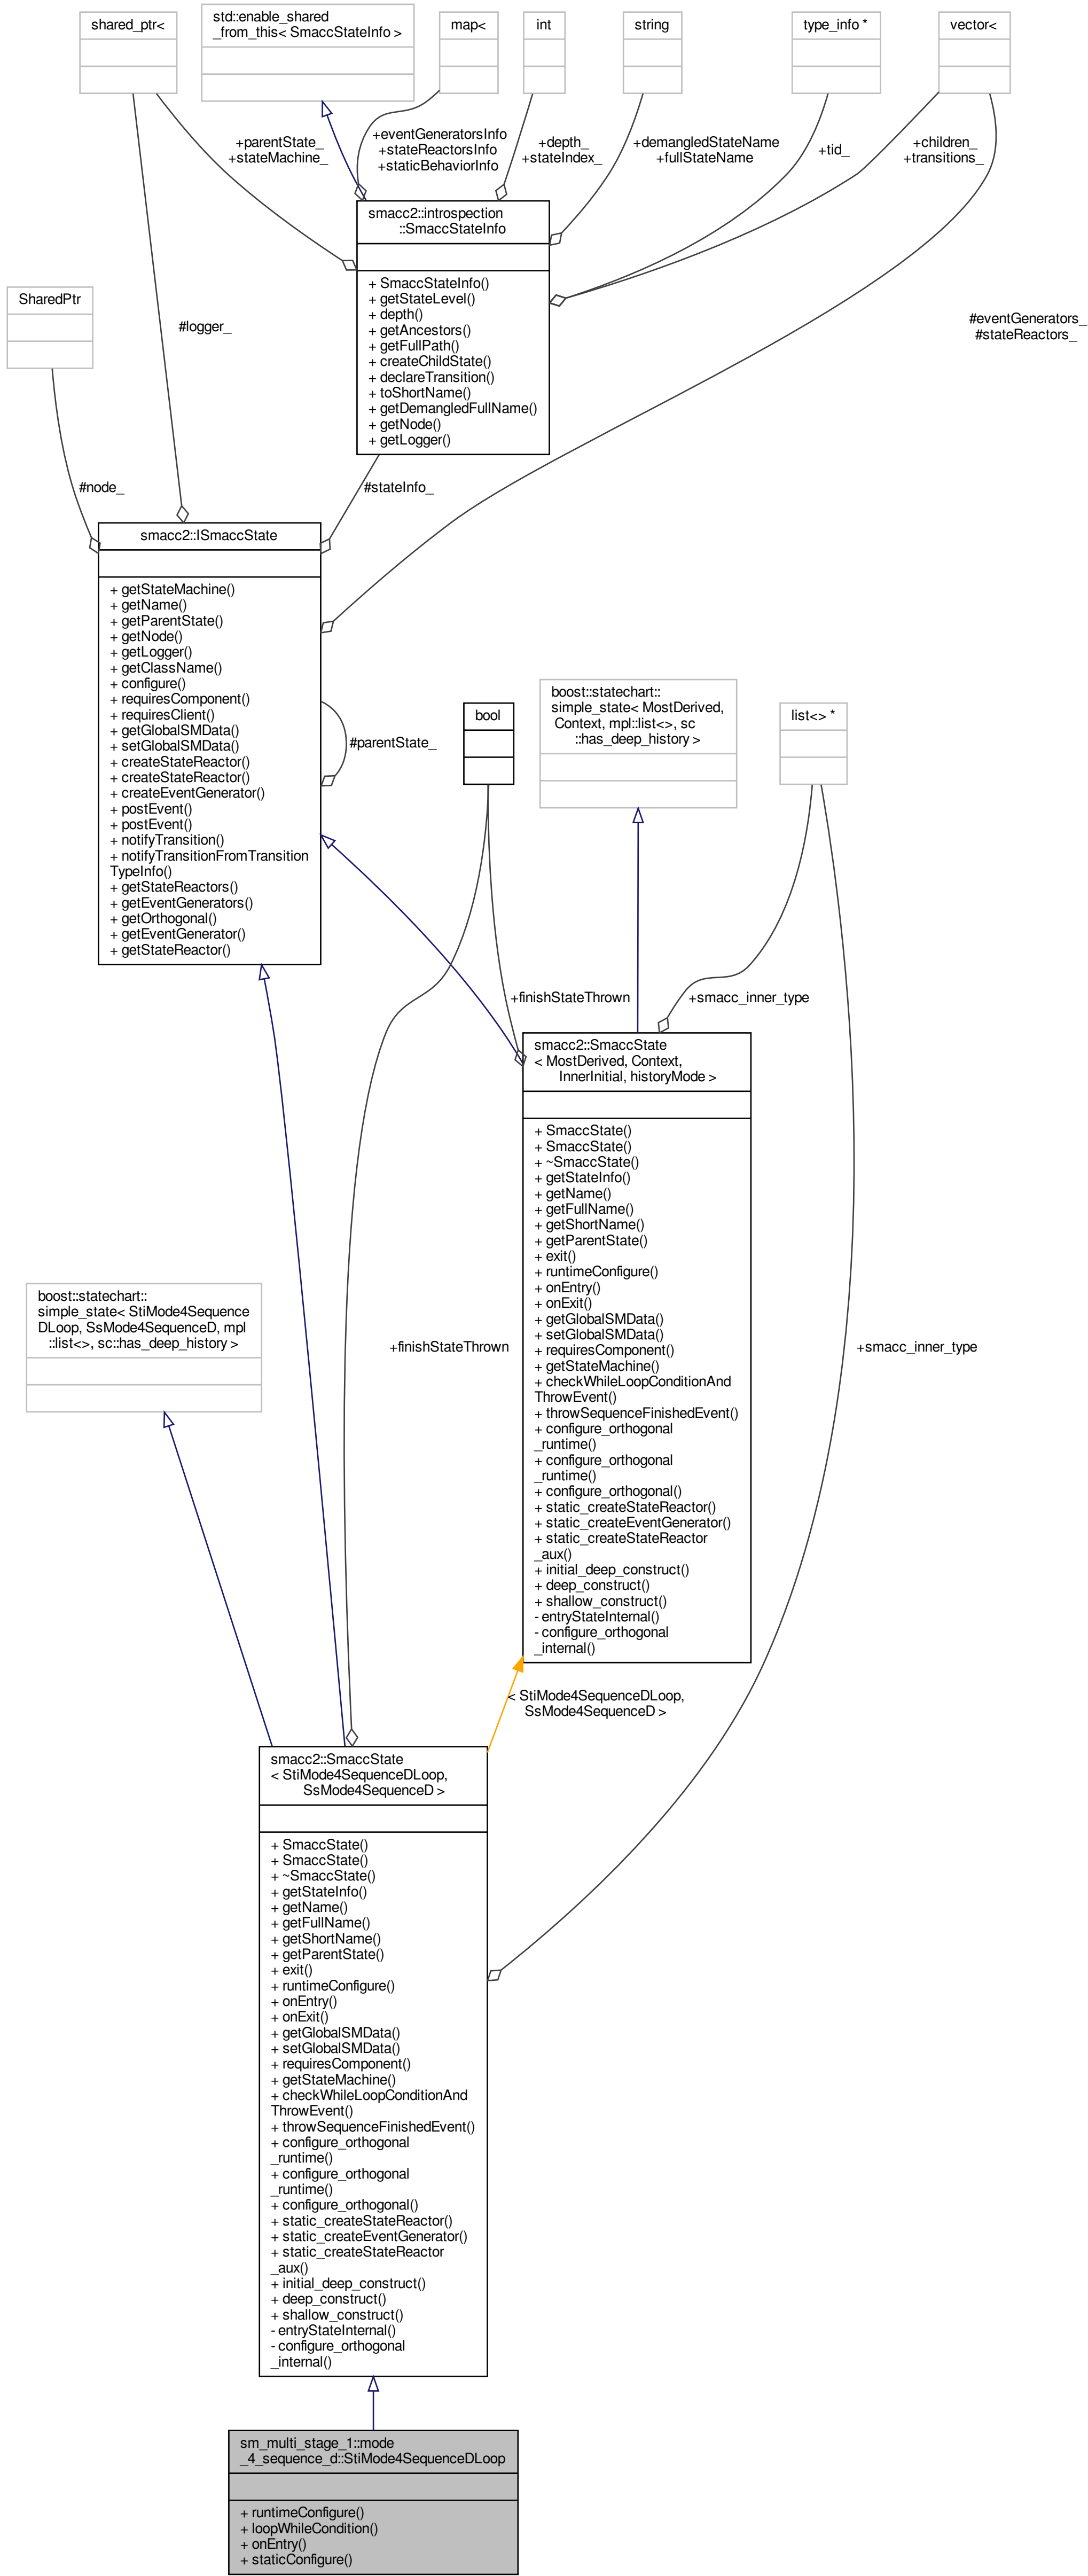 shared_ptr<
std::enable_shared
_from_this< SmaccStateInfo >
map<
int
string
type_info *
vector<
+parentState_
+stateMachine_
+eventGeneratorsInfo
+stateReactorsInfo
+staticBehaviorInfo
+depth_
+stateIndex_
+demangledStateName
+fullStateName
+tid_
+children_
+transitions_
smacc2::introspection
::SmaccStateInfo
+ SmaccStateInfo()
+ getStateLevel()
+ depth()
+ getAncestors()
+ getFullPath()
+ createChildState()
+ declareTransition()
+ toShortName()
+ getDemangledFullName()
+ getNode()
+ getLogger()
SharedPtr
#logger_
#eventGenerators_
#stateReactors_
#node_
#stateInfo_
smacc2::ISmaccState
+ getStateMachine()
+ getName()
+ getParentState()
+ getNode()
+ getLogger()
+ getClassName()
+ configure()
+ requiresComponent()
+ requiresClient()
+ getGlobalSMData()
+ setGlobalSMData()
+ createStateReactor()
+ createStateReactor()
+ createEventGenerator()
+ postEvent()
+ postEvent()
+ notifyTransition()
+ notifyTransitionFromTransition
TypeInfo()
+ getStateReactors()
+ getEventGenerators()
+ getOrthogonal()
+ getEventGenerator()
+ getStateReactor()
#parentState_
bool
boost::statechart::
simple_state< MostDerived,
Context, mpl::list<>, sc
::has_deep_history >
list<> *
+finishStateThrown
+smacc_inner_type
smacc2::SmaccState
< MostDerived, Context,
InnerInitial, historyMode >
+ SmaccState()
+ SmaccState()
+ ~SmaccState()
+ getStateInfo()
+ getName()
+ getFullName()
+ getShortName()
+ getParentState()
+ exit()
+ runtimeConfigure()
+ onEntry()
+ onExit()
+ getGlobalSMData()
+ setGlobalSMData()
+ requiresComponent()
+ getStateMachine()
+ checkWhileLoopConditionAnd
ThrowEvent()
+ throwSequenceFinishedEvent()
+ configure_orthogonal
_runtime()
+ configure_orthogonal
_runtime()
+ configure_orthogonal()
+ static_createStateReactor()
+ static_createEventGenerator()
+ static_createStateReactor
_aux()
+ initial_deep_construct()
+ deep_construct()
+ shallow_construct()
- entryStateInternal()
- configure_orthogonal
_internal()
boost::statechart::
simple_state< StiMode4Sequence
DLoop, SsMode4SequenceD, mpl
::list<>, sc::has_deep_history >
+finishStateThrown
+smacc_inner_type
< StiMode4SequenceDLoop,
SsMode4SequenceD >
smacc2::SmaccState
< StiMode4SequenceDLoop,
SsMode4SequenceD >
+ SmaccState()
+ SmaccState()
+ ~SmaccState()
+ getStateInfo()
+ getName()
+ getFullName()
+ getShortName()
+ getParentState()
+ exit()
+ runtimeConfigure()
+ onEntry()
+ onExit()
+ getGlobalSMData()
+ setGlobalSMData()
+ requiresComponent()
+ getStateMachine()
+ checkWhileLoopConditionAnd
ThrowEvent()
+ throwSequenceFinishedEvent()
+ configure_orthogonal
_runtime()
+ configure_orthogonal
_runtime()
+ configure_orthogonal()
+ static_createStateReactor()
+ static_createEventGenerator()
+ static_createStateReactor
_aux()
+ initial_deep_construct()
+ deep_construct()
+ shallow_construct()
- entryStateInternal()
- configure_orthogonal
_internal()
sm_multi_stage_1::mode
_4_sequence_d::StiMode4SequenceDLoop
+ runtimeConfigure()
+ loopWhileCondition()
+ onEntry()
+ staticConfigure()